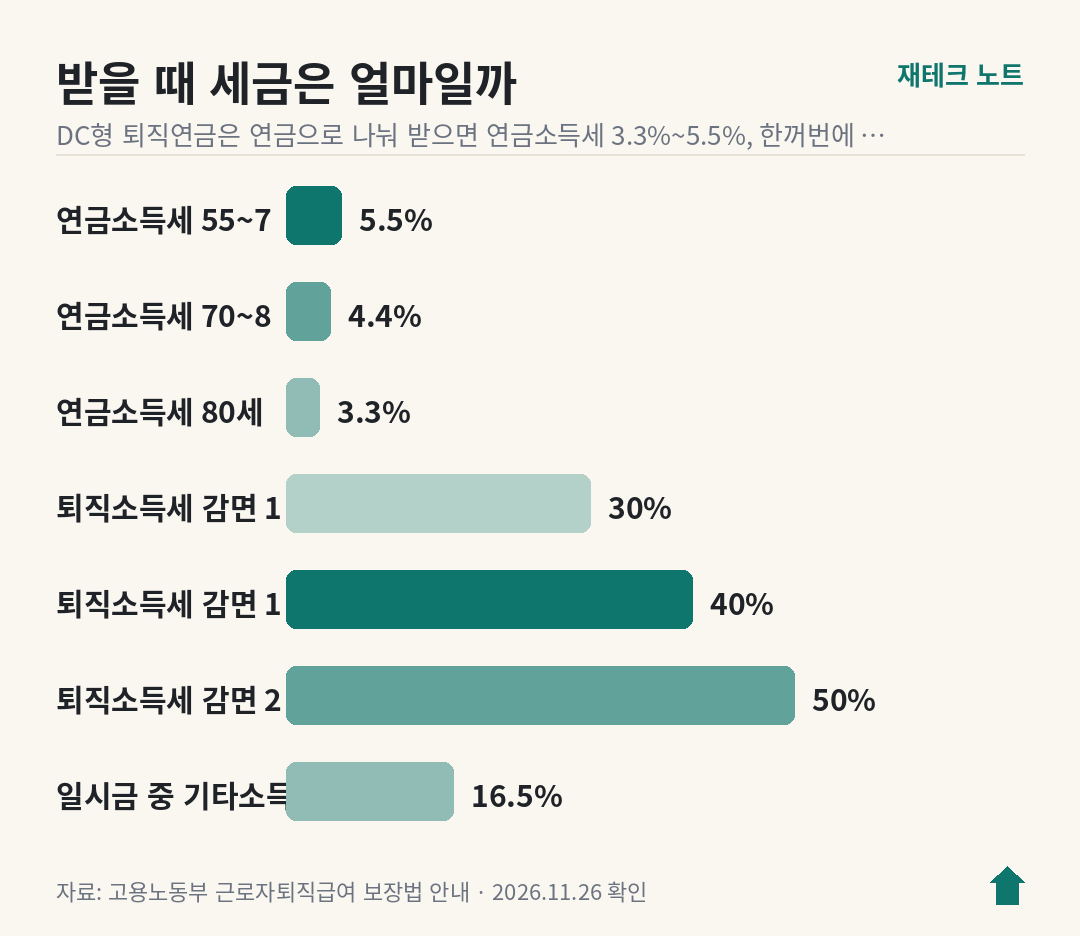 받을 때 세금은 얼마일까
재테크 노트
DC형 퇴직연금은 연금으로 나눠 받으면 연금소득세 3.3%~5.5%, 한꺼번에 …
연금소득세 55~7 5.5%
연금소득세 70~8 4.4%
연금소득세 80세 3.3%
퇴직소득세 감면 1 30%
퇴직소득세 감면 1 40%
퇴직소득세 감면 2 50%
일시금 중 기타소득 16.5%
자료: 고용노동부 근로자퇴직급여 보장법 안내 · 2026.11.26 확인